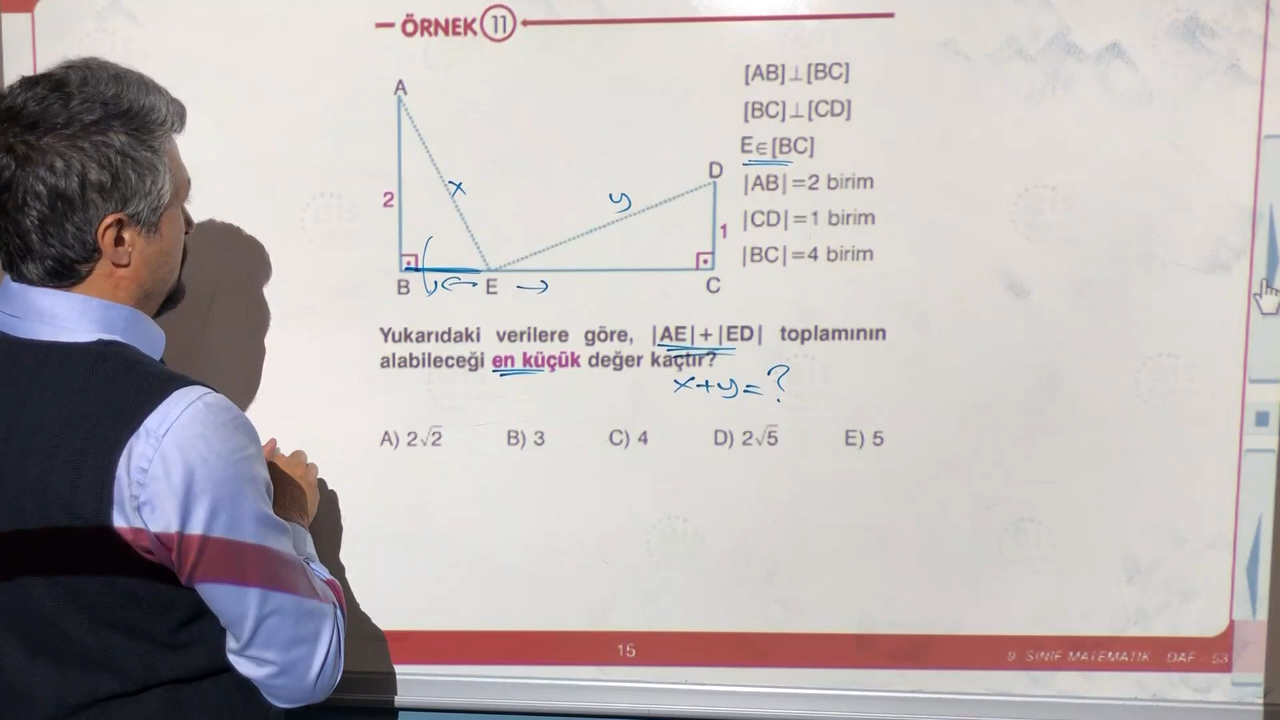 ÖRNEK 11
[AB]⊥[BC]
[BC]⊥[CD]
E∈[BC]
|AB|=2 birim
|CD|=1 birim
|BC|=4 birim
A
D
x
y
2
1
B
E
C
Yukarıdaki verilere göre, |AE|+|ED| toplamının
alabileceği en küçük değer kaçtır?
x+y=?
A) 2√2 B) 3 C) 4 D) 2√5 E) 5
15
9. SINIF MATEMATİK - DAF - 53